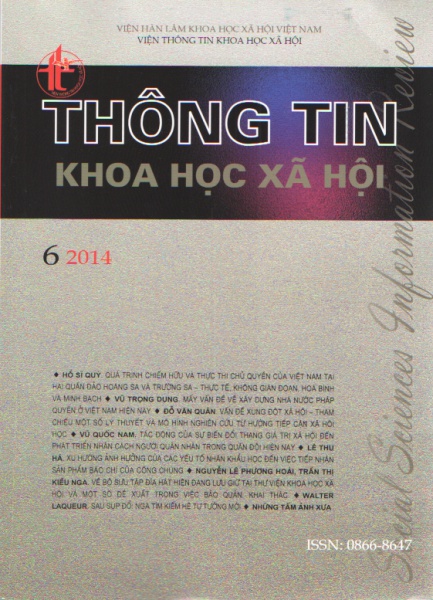 VIỆN HÀN LÂM KHOA HỌC XÃ HỘI VIỆT NAM
VIỆN THÔNG TIN KHOA HỌC XÃ HỘI
THÔNG TIN
KHOA HỌC XÃ HỘI
6 2014
♦ HỒ SĨ QUÝ. QUÁ TRÌNH CHIẾM HỮU VÀ THỰC THI CHỦ QUYỀN CỦA VIỆT NAM TẠI
HAI QUẦN ĐẢO HOÀNG SA VÀ TRƯỜNG SA – THỰC TẾ, KHÔNG GIÁN ĐOẠN, HOÀ BÌNH
VÀ MINH BẠCH ♦ VŨ TRỌNG DUNG. MẤY VẤN ĐỀ VỀ XÂY DỰNG NHÀ NƯỚC PHÁP
QUYỀN Ở VIỆT NAM HIỆN NAY ♦ ĐỖ VĂN QUÂN. VẤN ĐỀ XUNG ĐỘT XÃ HỘI – THAM
CHIẾU MỘT SỐ LÝ THUYẾT VÀ MÔ HÌNH NGHIÊN CỨU TỪ HƯỚNG TIẾP CẬN XÃ HỘI
HỌC ♦ VŨ QUỐC NAM. TÁC ĐỘNG CỦA SỰ BIẾN ĐỔI THANG GIÁ TRỊ XÃ HỘI ĐẾN
PHÁT TRIỂN NHÂN CÁCH NGƯỜI QUÂN NHÂN TRONG QUÂN ĐỘI HIỆN NAY ♦ LÊ THU
HÀ. XU HƯỚNG ẢNH HƯỞNG CỦA CÁC YẾU TỐ NHÂN KHẨU HỌC ĐẾN VIỆC TIẾP NHẬN
SẢN PHẨM BÁO CHÍ CỦA CÔNG CHÚNG ♦ NGUYỄN LÊ PHƯƠNG HOÀI, TRẦN THỊ
KIỀU NGA. VỀ BỘ SƯU TẬP ĐĨA HÁT HIỆN ĐANG LƯU GIỮ TẠI THƯ VIỆN KHOA HỌC XÃ
HỘI VÀ MỘT SỐ ĐỀ XUẤT TRONG VIỆC BẢO QUẢN, KHAI THÁC ♦ WALTER
LAQUEUR. SAU SỤP ĐỔ: NGA TÌM KIẾM HỆ TƯ TƯỞNG MỚI ♦ NHỮNG TẤM ẢNH XƯA
ISSN: 0866-8647
Social Sciences Information Review